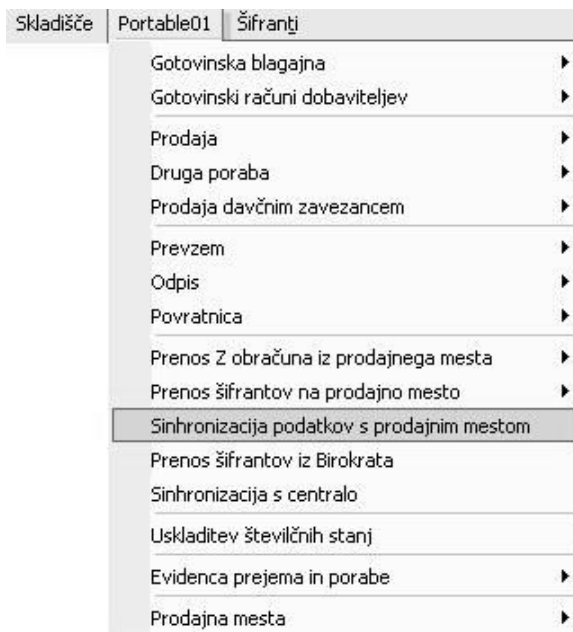 Skladišče Portable01 Šifranti
Gotovinska blagajna
Gotovinski računi dobaviteljev
Prodaja
Druga poraba
Prodaja davčnim zavezancem
Prevzem
Odpis
Povratnica
Prenos Z obračuna iz prodajnega mesta
Prenos šifrantov na prodajno mesto
Sinhronizacija podatkov s prodajnim mestom
Prenos šifrantov iz Birokrata
Sinhronizacija s centralo
Uskladitev številčnih stanj
Evidenca prejema in porabe
Prodajna mesta